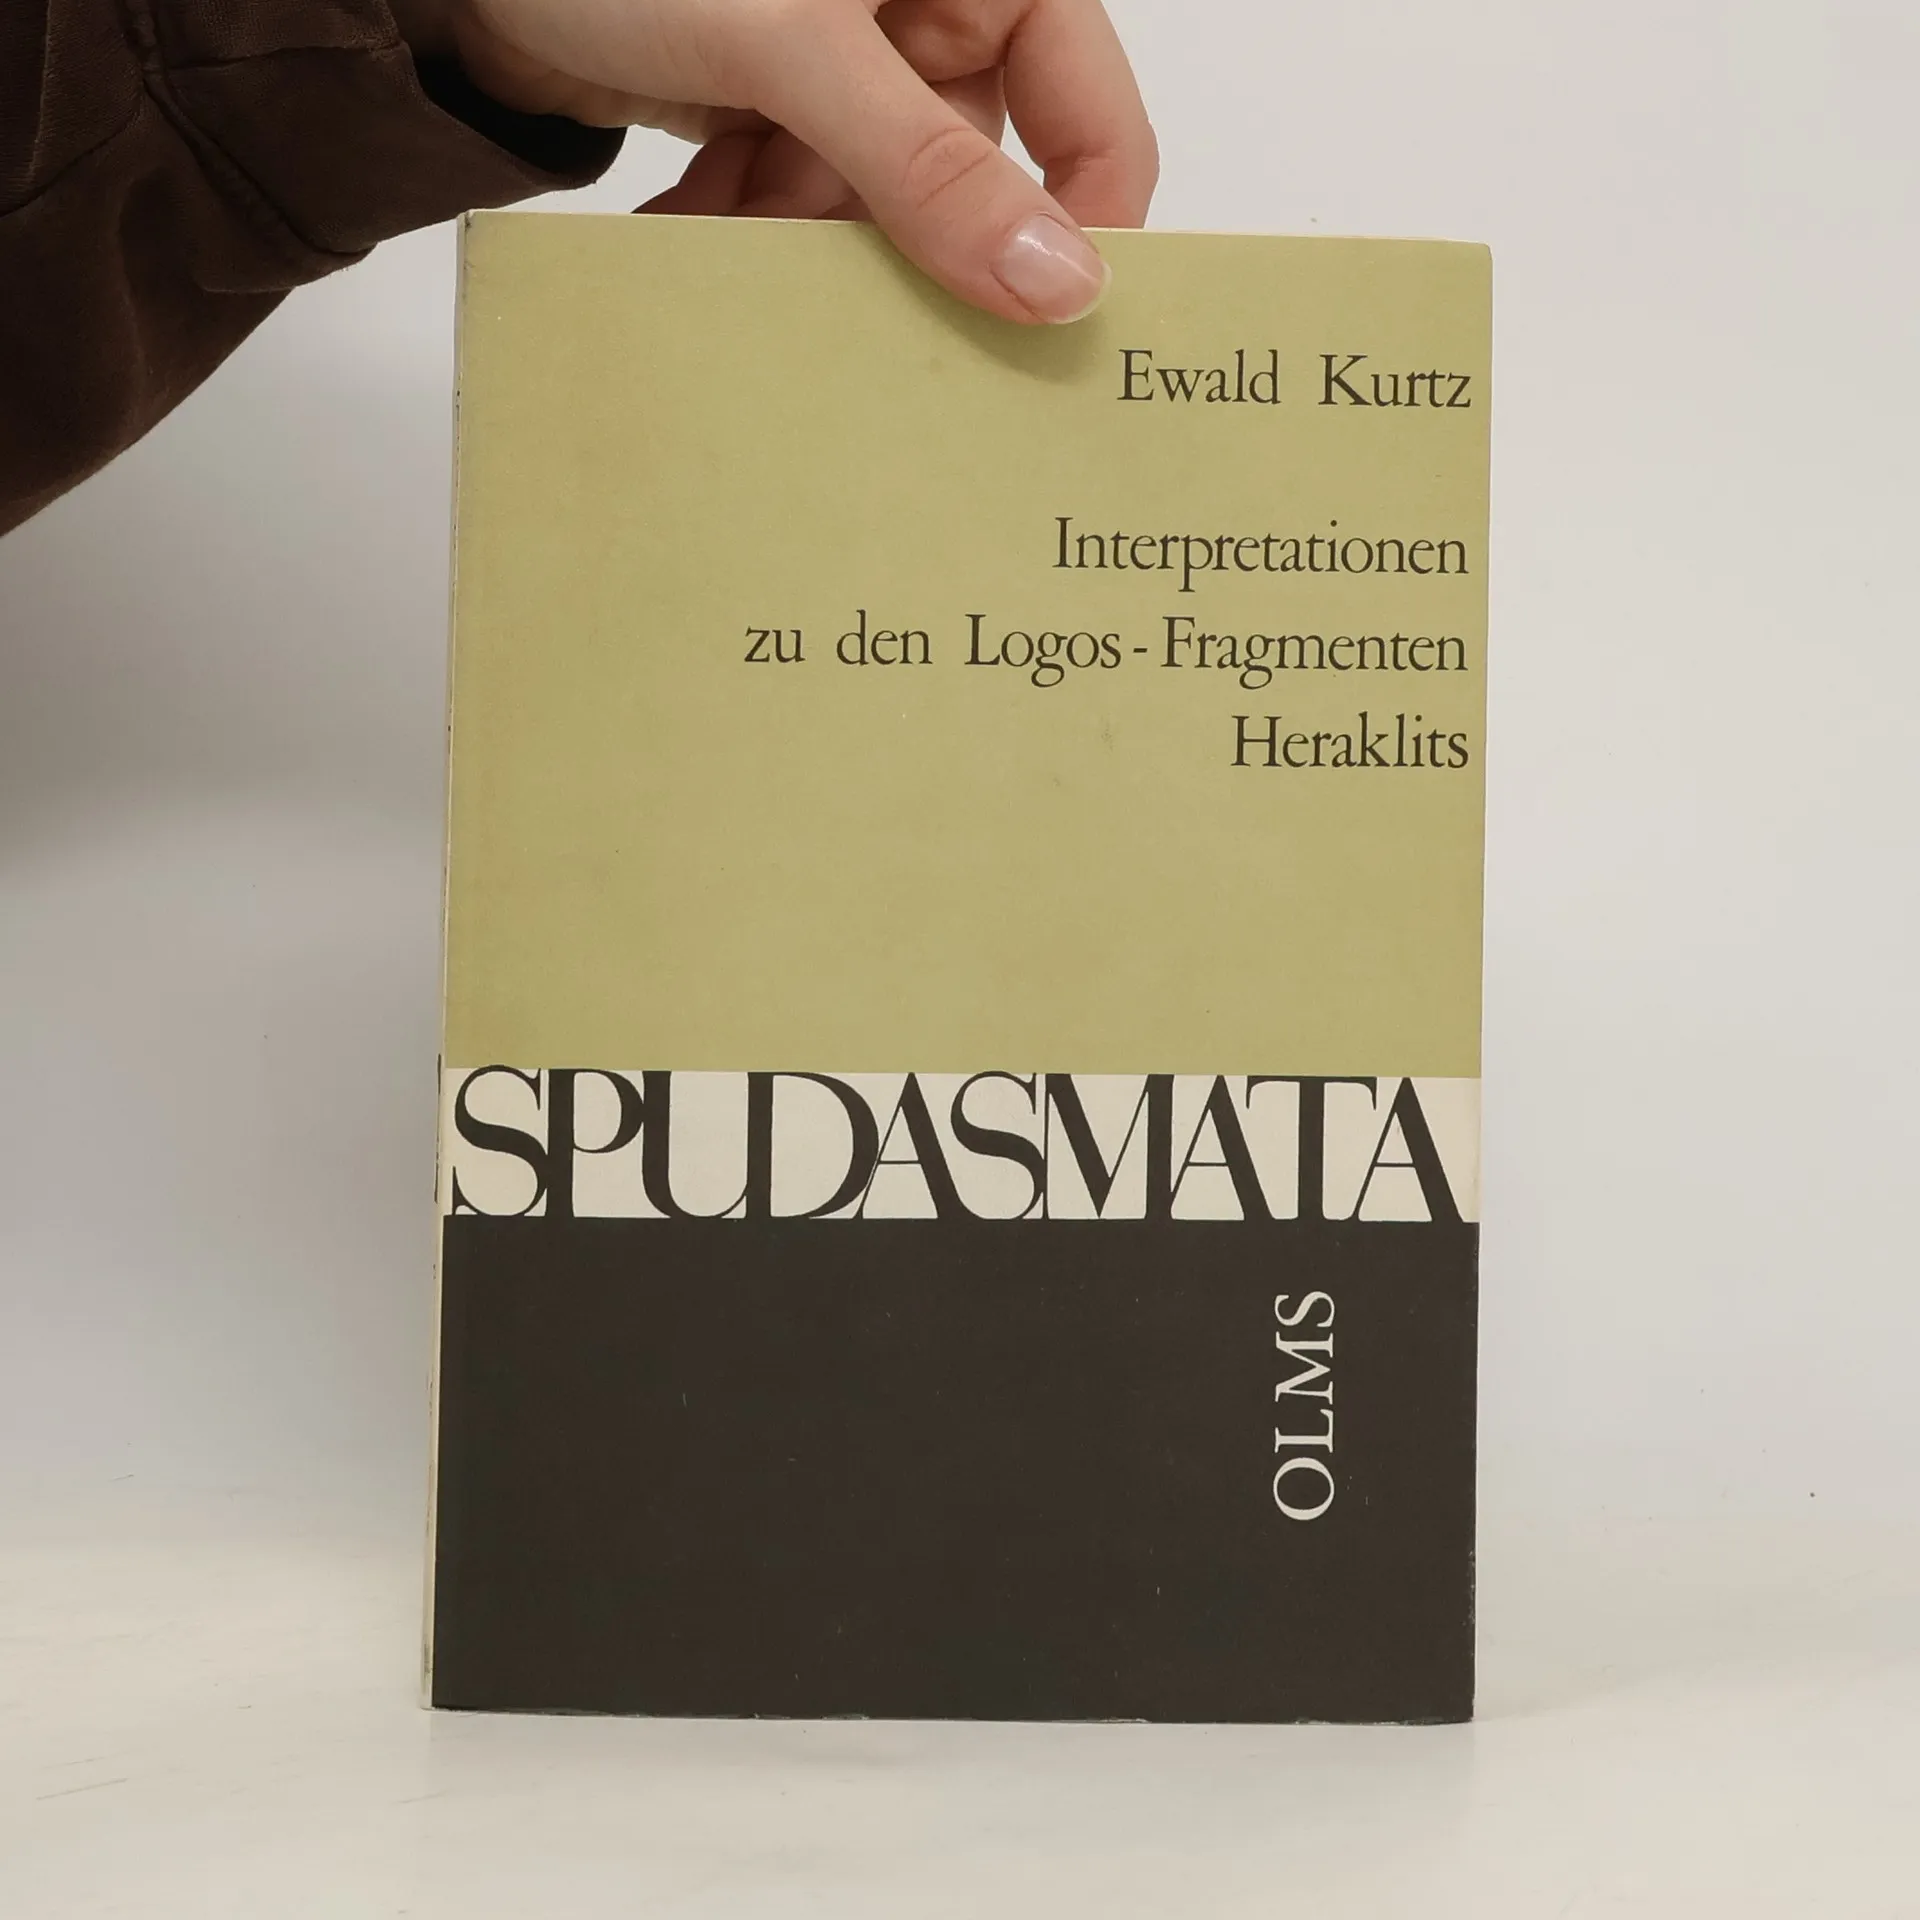 Ewald Kurtz
Interpretationen
zu den Logos-Fragmenten
Heraklits
SPUDASMATA
OLMS